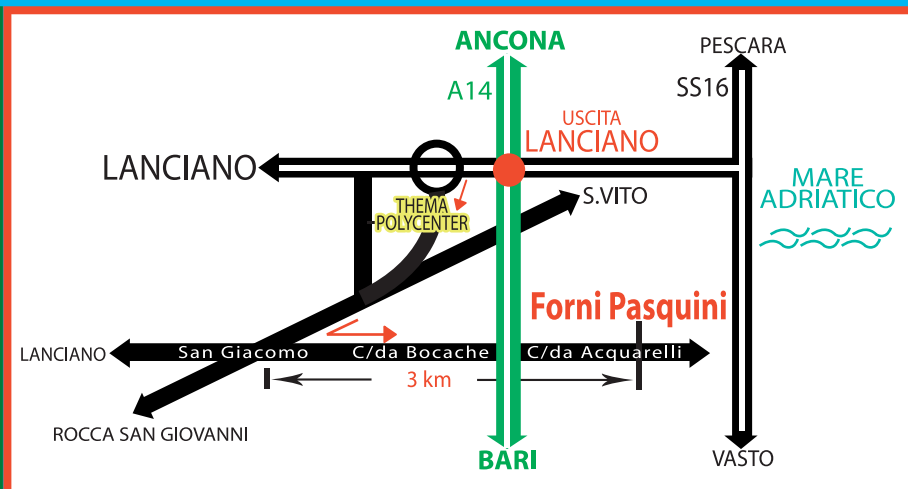 ANCONA
PESCARA
A14
SS16
USCITA
LANCIANO
LANCIANO
MARE
ADRIATICO
THEMA
POLYCENTER
S.VITO
Forni Pasquini
LANCIANO
San Giacomo
C/da Bocache
C/da Acquarelli
3 km
ROCCA SAN GIOVANNI
BARI
VASTO